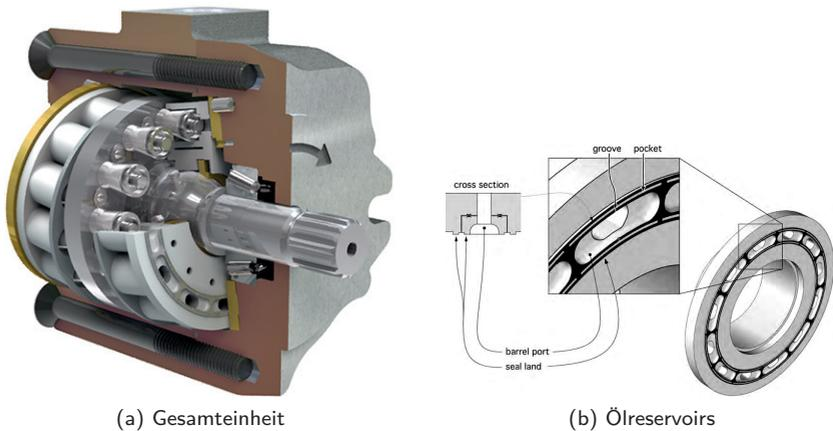 groove
pocket
cross section
barrel port
seal land
(a) Gesamteinheit
(b) Ölreservoirs